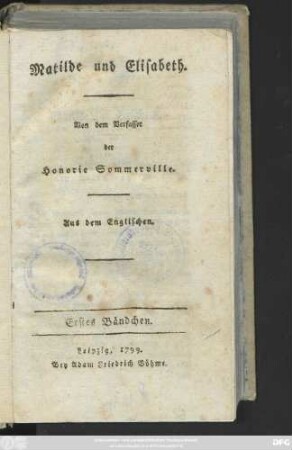 Matilde und Elisabeth.
Von dem Verfasser
der
Honorie Sommerville.
Aus dem Englischen.
Erstes Bändchen.
Leipzig, 1799.
Bey Adam Friedrich Böhme.